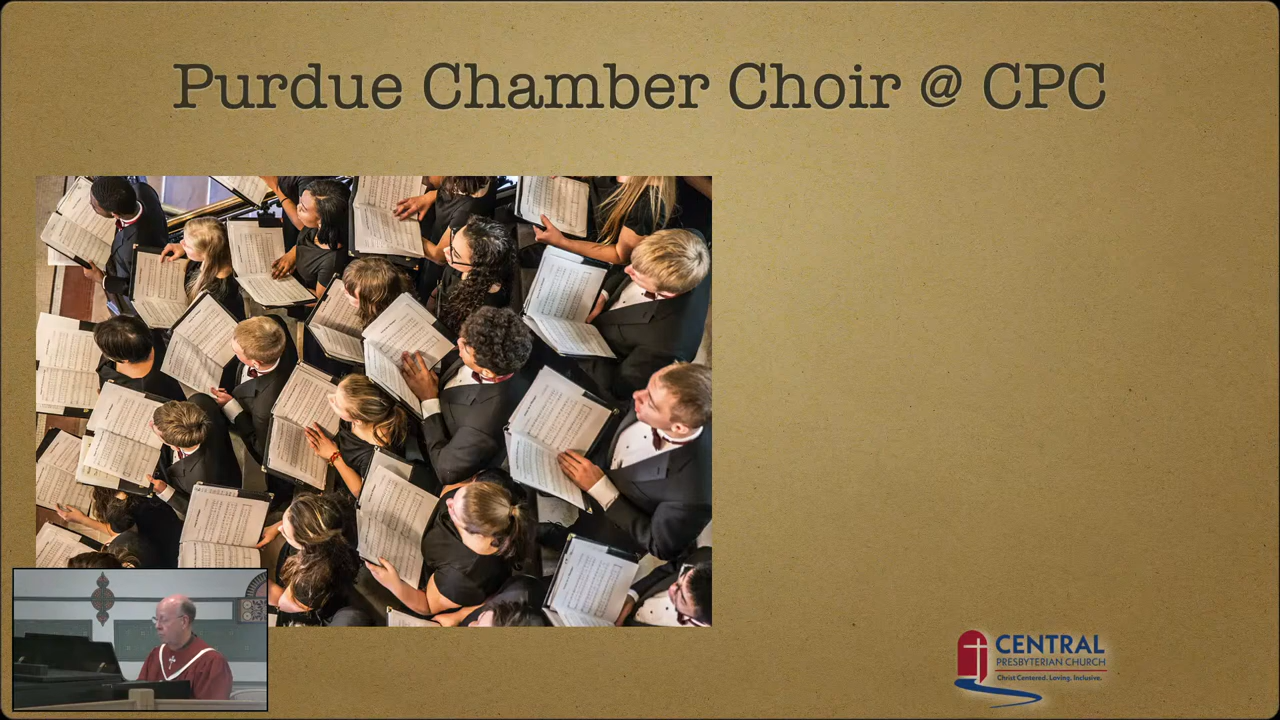 Purdue Chamber Choir @ CPC
CENTRAL
PRESBYTERIAN CHURCH
Christ Centered. Loving. Inclusive.